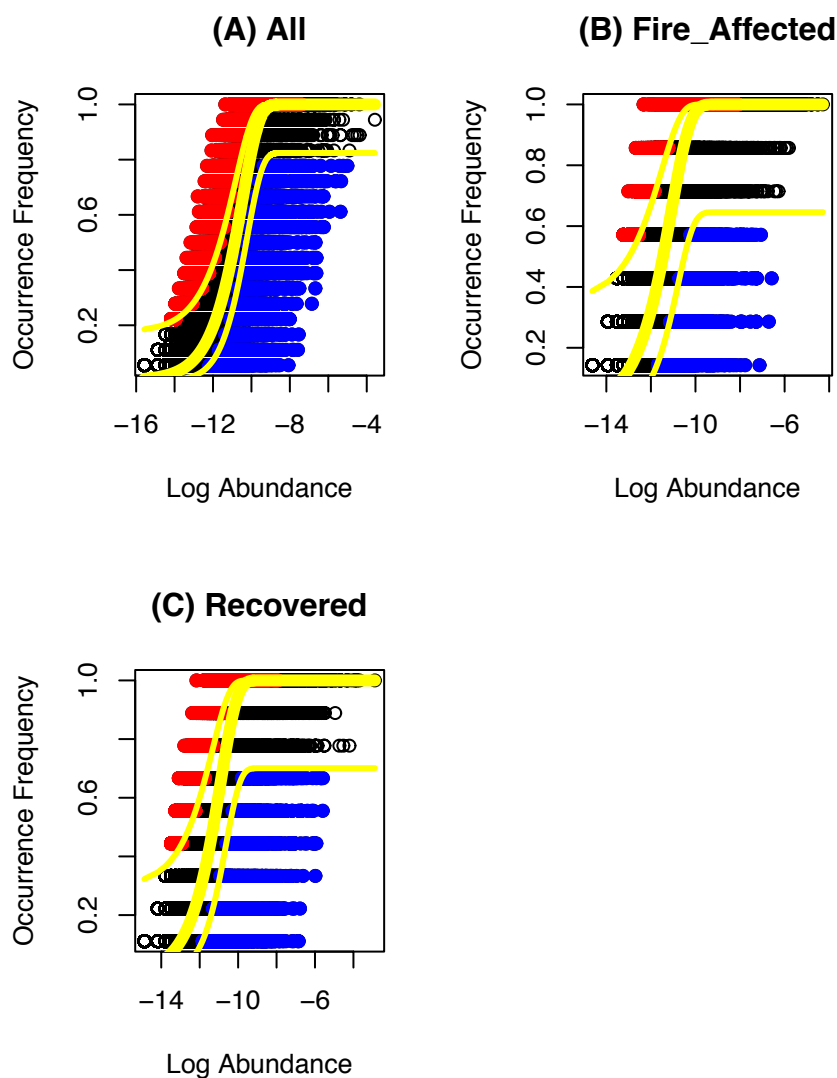 (A) All
Occurrence Frequency
0.2
0.6
1.0
−16
−12
−8
−4
Log Abundance
(B) Fire_Affected
Occurrence Frequency
0.2
0.4
0.6
0.8
1.0
−14
−10
−6
Log Abundance
(C) Recovered
Occurrence Frequency
0.2
0.6
1.0
−14
−10
−6
Log Abundance